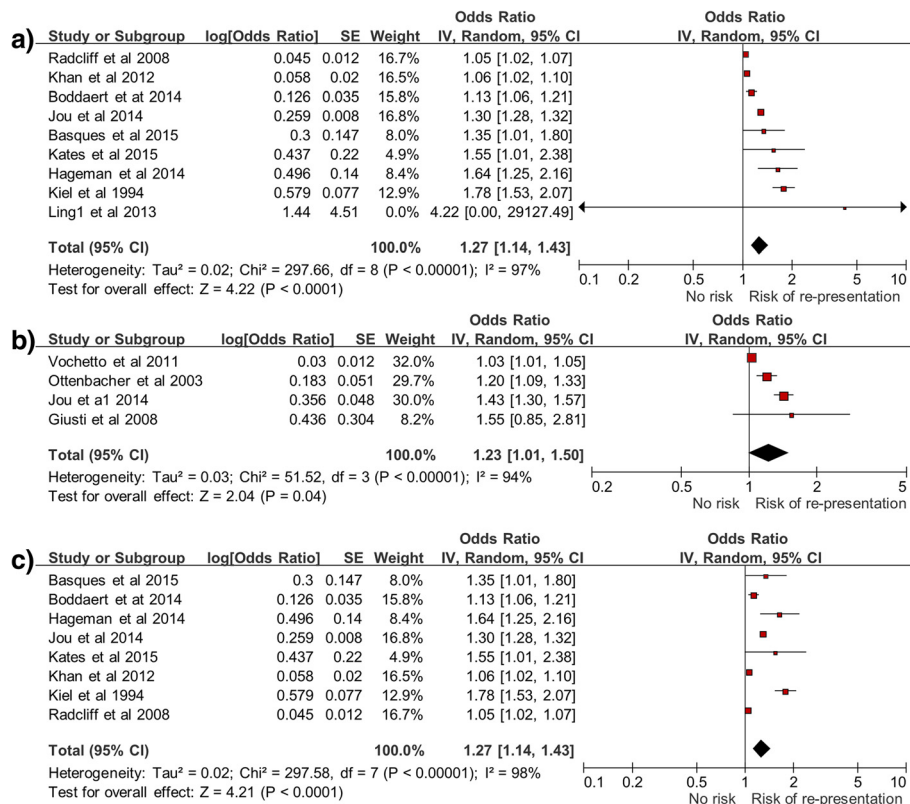 Odds Ratio Odds Ratio
a) Study or Subgroup log[Odds Ratio] SE Weight IV, Random, 95% CI IV, Random, 95% CI
Radcliff et al 2008 0.045 0.012 16.7% 1.05 [1.02, 1.07]
Khan et al 2012 0.058 0.02 16.5% 1.06 [1.02, 1.10]
Boddaert et at 2014 0.126 0.035 15.8% 1.13 [1.06, 1.21]
Jou et al 2014 0.259 0.008 16.8% 1.30 [1.28, 1.32]
Basques et al 2015 0.3 0.147 8.0% 1.35 [1.01, 1.80]
Kates et al 2015 0.437 0.22 4.9% 1.55 [1.01, 2.38]
Hageman et al 2014 0.496 0.14 8.4% 1.64 [1.25, 2.16]
Kiel et al 1994 0.579 0.077 12.9% 1.78 [1.53, 2.07]
Ling1 et al 2013 1.44 4.51 0.0% 4.22 [0.00, 29127.49]
Total (95% CI) 100.0% 1.27 [1.14, 1.43]
Heterogeneity: Tau² = 0.02; Chi² = 297.66, df = 8 (P < 0.00001); I² = 97%
Test for overall effect: Z = 4.22 (P < 0.0001)
0.1 0.2 0.5 1 2 5 10
No risk Risk of re-presentation
Odds Ratio Odds Ratio
b) Study or Subgroup log[Odds Ratio] SE Weight IV, Random, 95% CI IV, Random, 95% CI
Vochetto et al 2011 0.03 0.012 32.0% 1.03 [1.01, 1.05]
Ottenbacher et al 2003 0.183 0.051 29.7% 1.20 [1.09, 1.33]
Jou et a1 2014 0.356 0.048 30.0% 1.43 [1.30, 1.57]
Giusti et al 2008 0.436 0.304 8.2% 1.55 [0.85, 2.81]
Total (95% CI) 100.0% 1.23 [1.01, 1.50]
Heterogeneity: Tau² = 0.03; Chi² = 51.52, df = 3 (P < 0.00001); I² = 94%
Test for overall effect: Z = 2.04 (P = 0.04)
0.2 0.5 1 2 5
No risk Risk of re-presentation
Odds Ratio Odds Ratio
c) Study or Subgroup log[Odds Ratio] SE Weight IV, Random, 95% CI IV, Random, 95% CI
Basques et al 2015 0.3 0.147 8.0% 1.35 [1.01, 1.80]
Boddaert et at 2014 0.126 0.035 15.8% 1.13 [1.06, 1.21]
Hageman et al 2014 0.496 0.14 8.4% 1.64 [1.25, 2.16]
Jou et al 2014 0.259 0.008 16.8% 1.30 [1.28, 1.32]
Kates et al 2015 0.437 0.22 4.9% 1.55 [1.01, 2.38]
Khan et al 2012 0.058 0.02 16.5% 1.06 [1.02, 1.10]
Kiel et al 1994 0.579 0.077 12.9% 1.78 [1.53, 2.07]
Radcliff et al 2008 0.045 0.012 16.7% 1.05 [1.02, 1.07]
Total (95% CI) 100.0% 1.27 [1.14, 1.43]
Heterogeneity: Tau² = 0.02; Chi² = 297.58, df = 7 (P < 0.00001); I² = 98%
Test for overall effect: Z = 4.21 (P < 0.0001)
0.1 0.2 0.5 1 2 5 10
No risk Risk of re-presentation